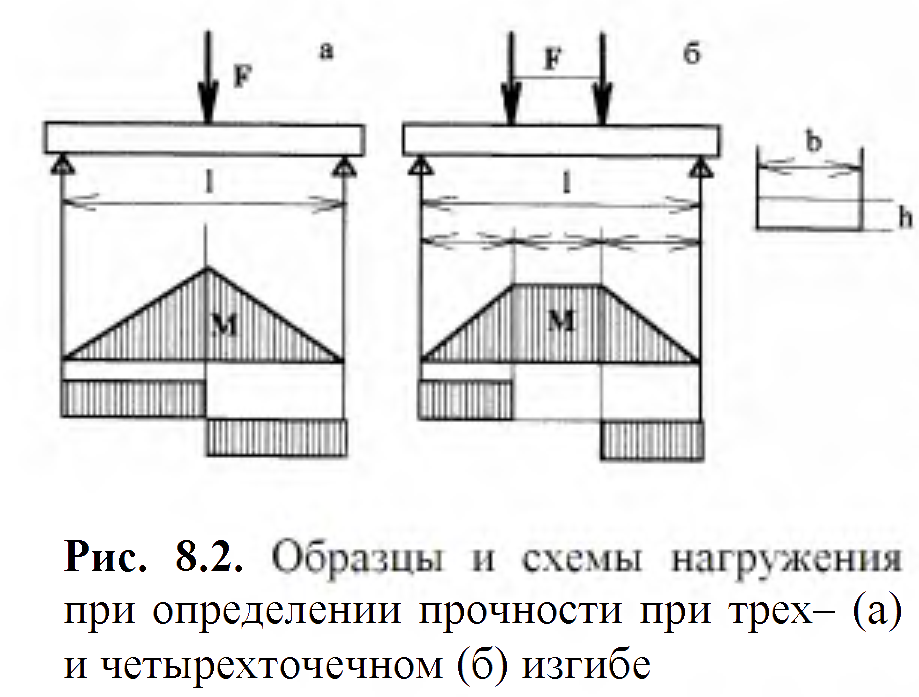 а
F
б
F
l
l
b
h
M
M
Рис. 8.2. Образцы и схемы нагружения
при определении прочности при трех– (а)
и четырехточечном (б) изгибе